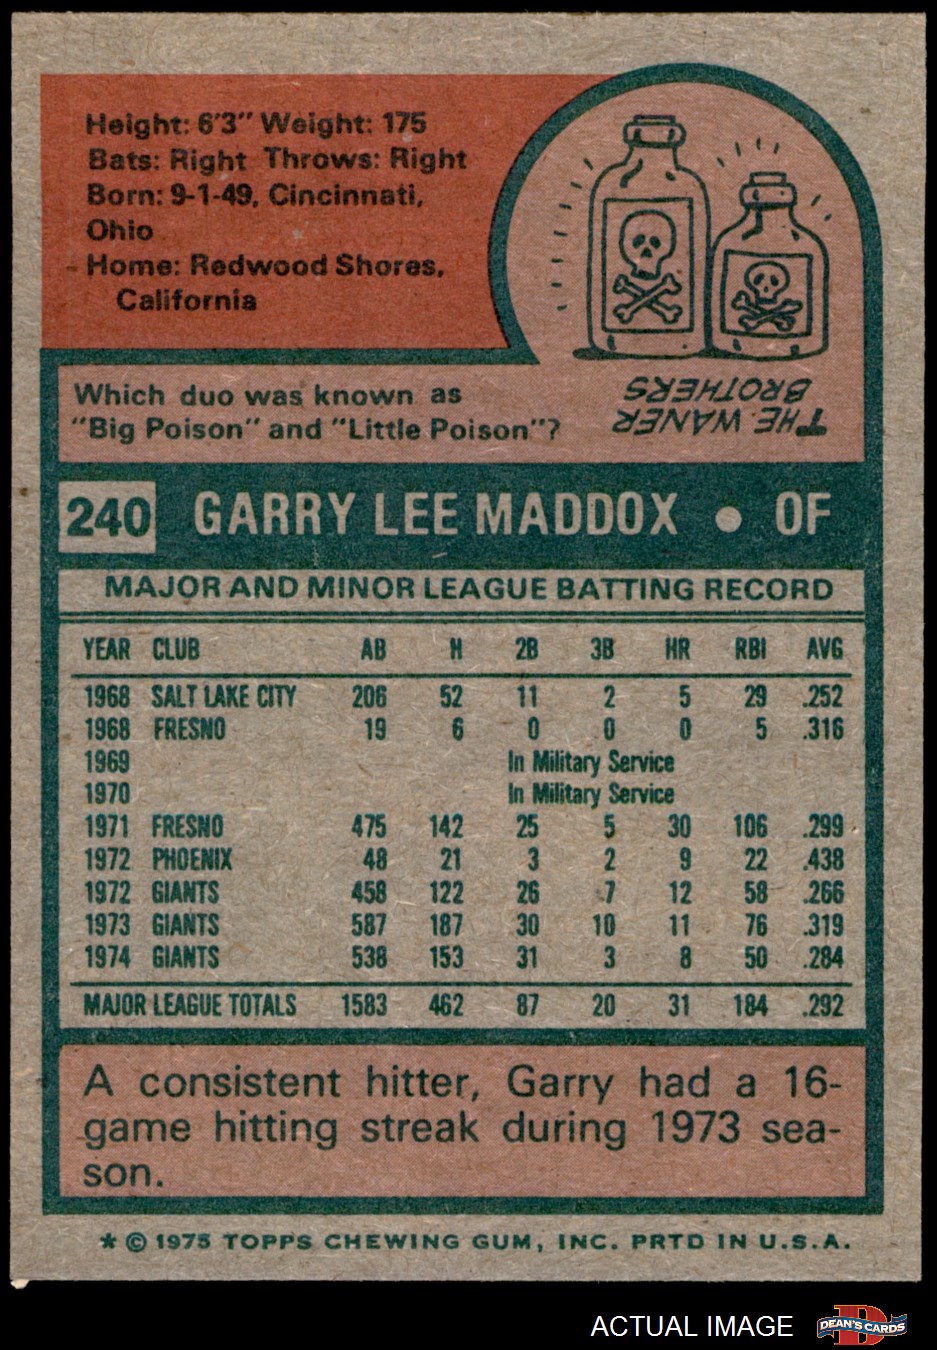 Height: 6'3" Weight: 175
Bats: Right Throws: Right
Born: 9-1-49, Cincinnati,
Ohio
Home: Redwood Shores,
California
Which duo was known as
"Big Poison" and "Little Poison"?
THE WANER
BROTHERS
240 GARRY LEE MADDOX • OF
MAJOR AND MINOR LEAGUE BATTING RECORD
YEAR CLUB AB H 2B 3B HR RBI AVG
1968 SALT LAKE CITY 206 52 11 2 5 29 .252
1968 FRESNO 19 6 0 0 0 5 .316
1969 In Military Service
1970 In Military Service
1971 FRESNO 475 142 25 5 30 106 .299
1972 PHOENIX 48 21 3 2 9 22 .438
1972 GIANTS 458 122 26 7 12 58 .266
1973 GIANTS 587 187 30 10 11 76 .319
1974 GIANTS 538 153 31 3 8 50 .284
MAJOR LEAGUE TOTALS 1583 462 87 20 31 184 .292
A consistent hitter, Garry had a 16-
game hitting streak during 1973 sea-
son.
* © 1975 TOPPS CHEWING GUM, INC. PRTD IN U.S.A.
ACTUAL IMAGE
D
DEAN'S CARDS